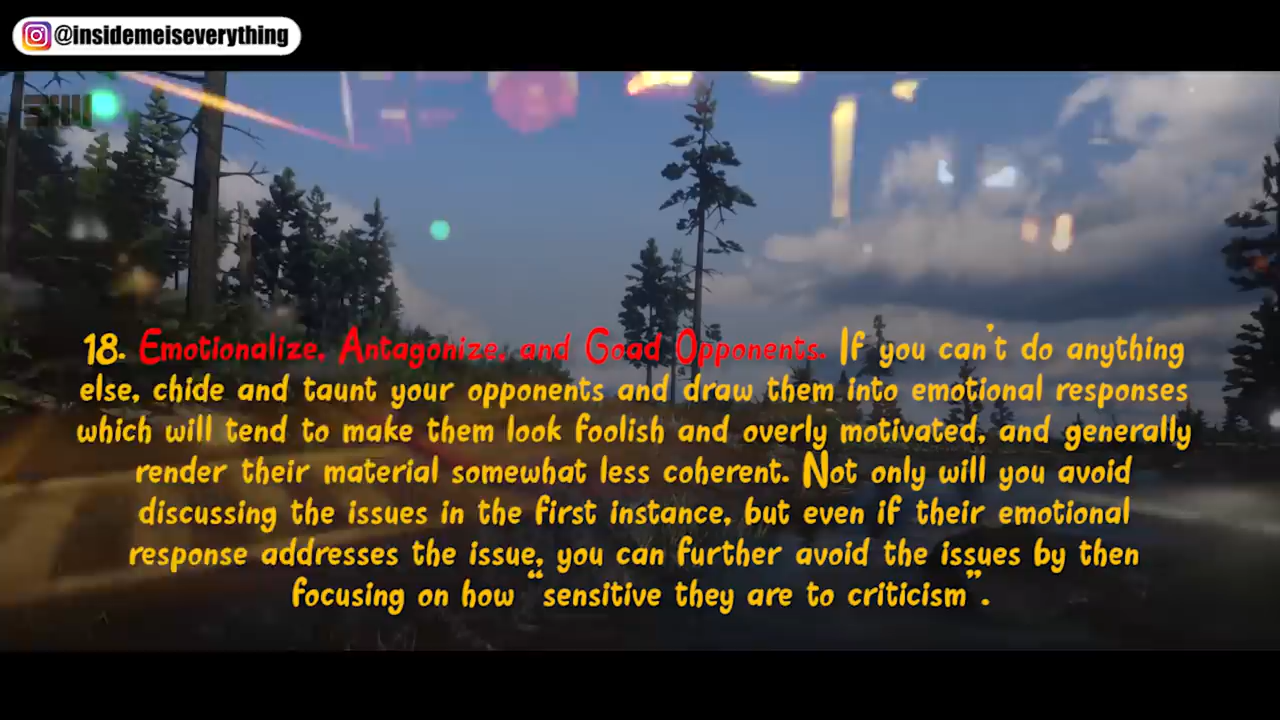 @insidemeiseverything
18. Emotionalize, Antagonize, and Goad Opponents. If you can't do anything
else, chide and taunt your opponents and draw them into emotional responses
which will tend to make them look foolish and overly motivated, and generally
render their material somewhat less coherent. Not only will you avoid
discussing the issues in the first instance, but even if their emotional
response addresses the issue, you can further avoid the issues by then
focusing on how “sensitive they are to criticism”.